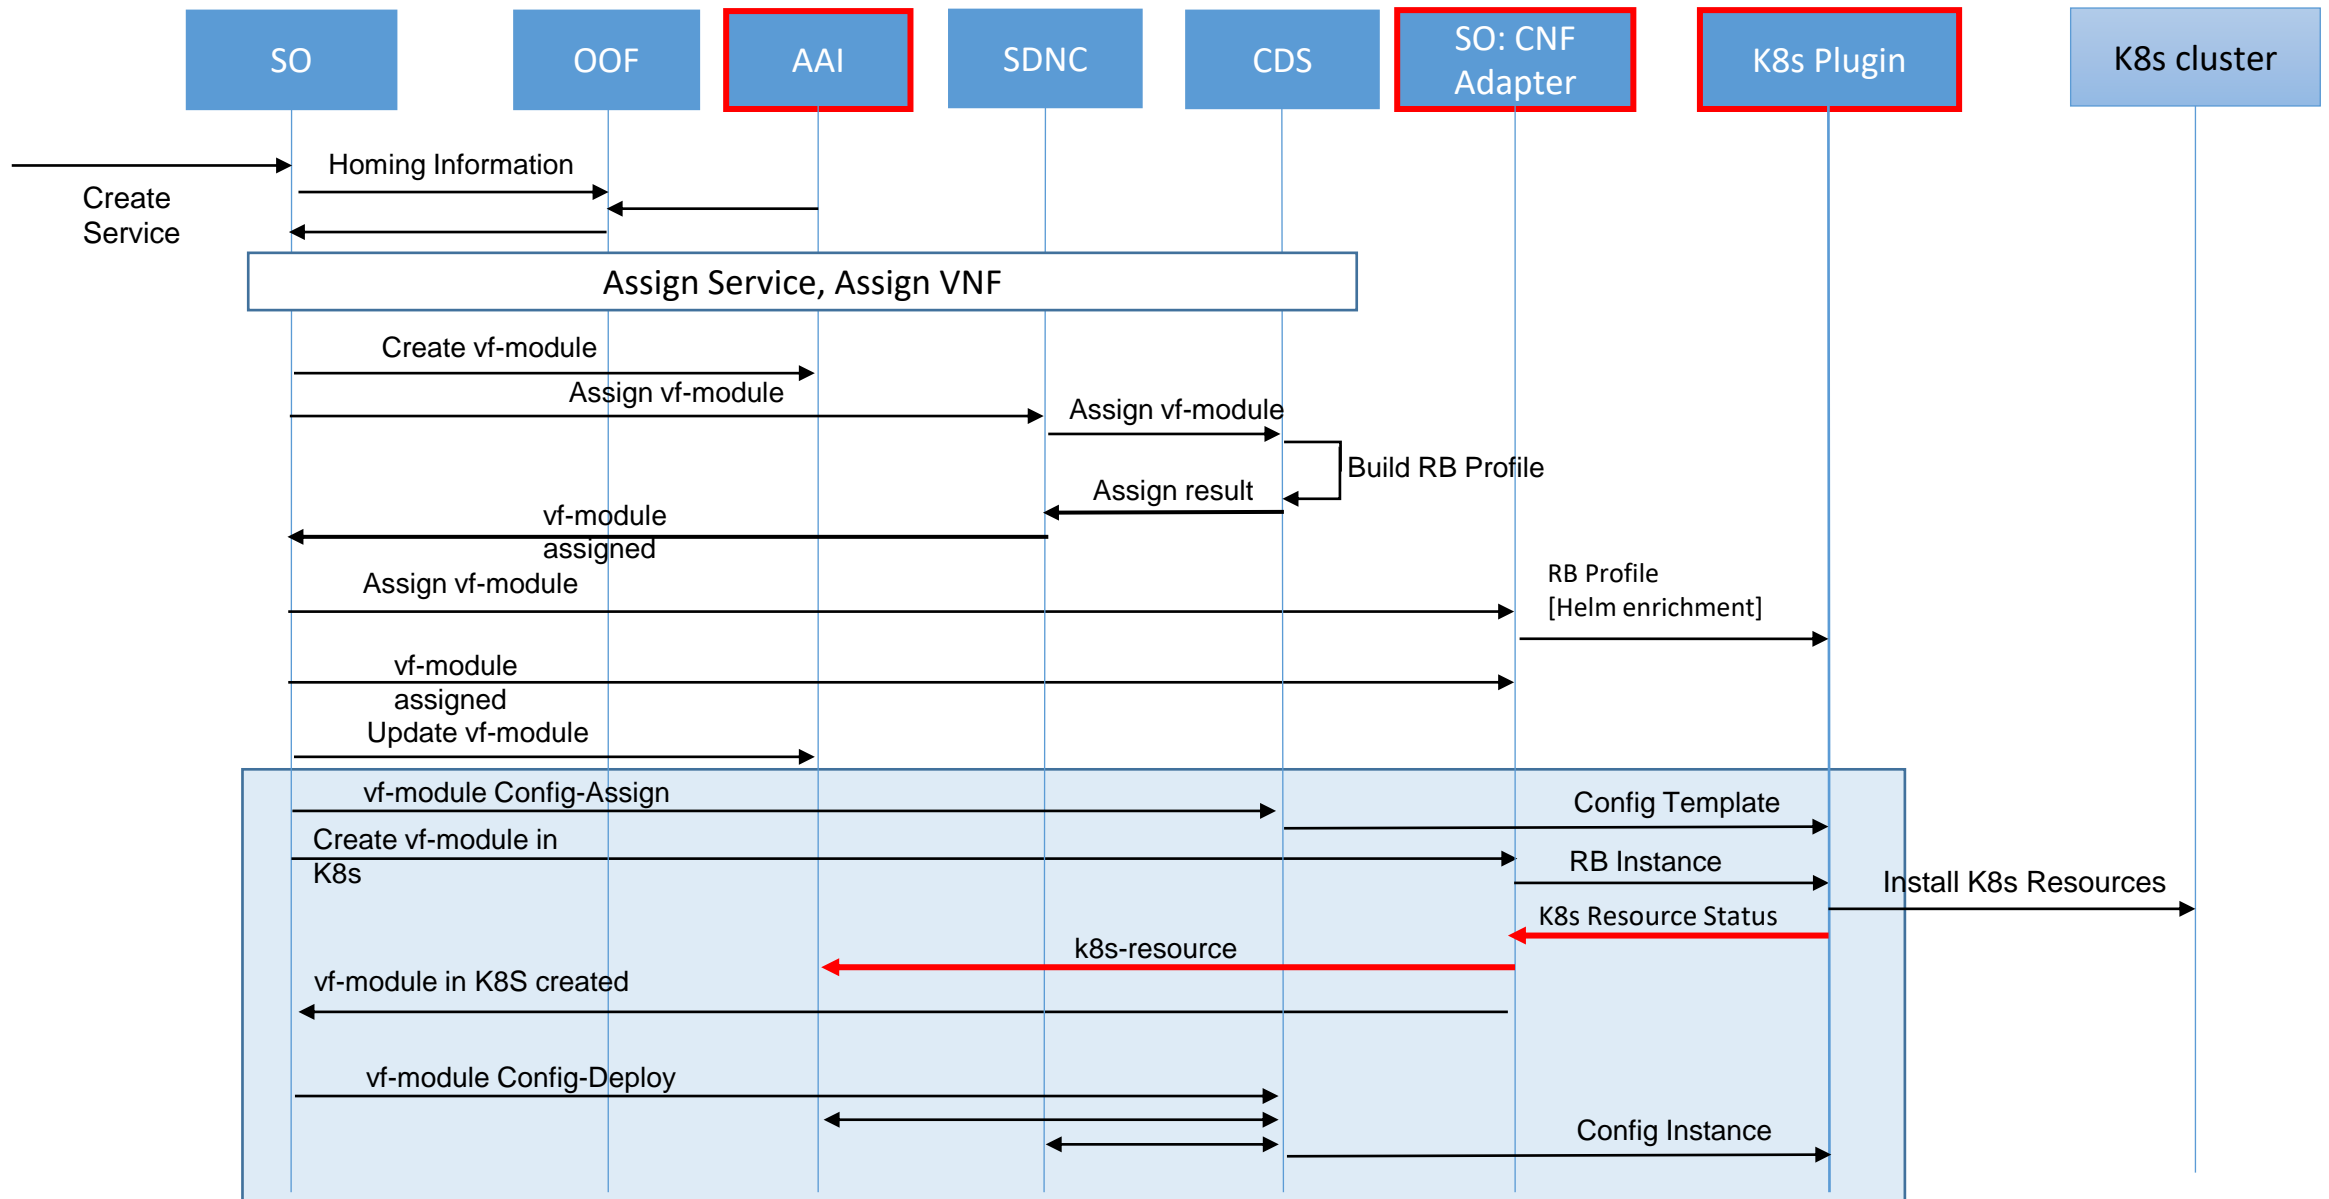 SO
OOF
AAI
SDNC
CDS
SO: CNF
Adapter
K8s Plugin
K8s cluster
Homing Information
Create
Service
Assign Service, Assign VNF
Create vf-module
Assign vf-module
Assign vf-module
Build RB Profile
Assign result
vf-module
assigned
Assign vf-module
RB Profile
[Helm enrichment]
vf-module
assigned
Update vf-module
vf-module Config-Assign
Config Template
Create vf-module in
K8s
RB Instance
Install K8s Resources
K8s Resource Status
k8s-resource
vf-module in K8S created
vf-module Config-Deploy
Config Instance